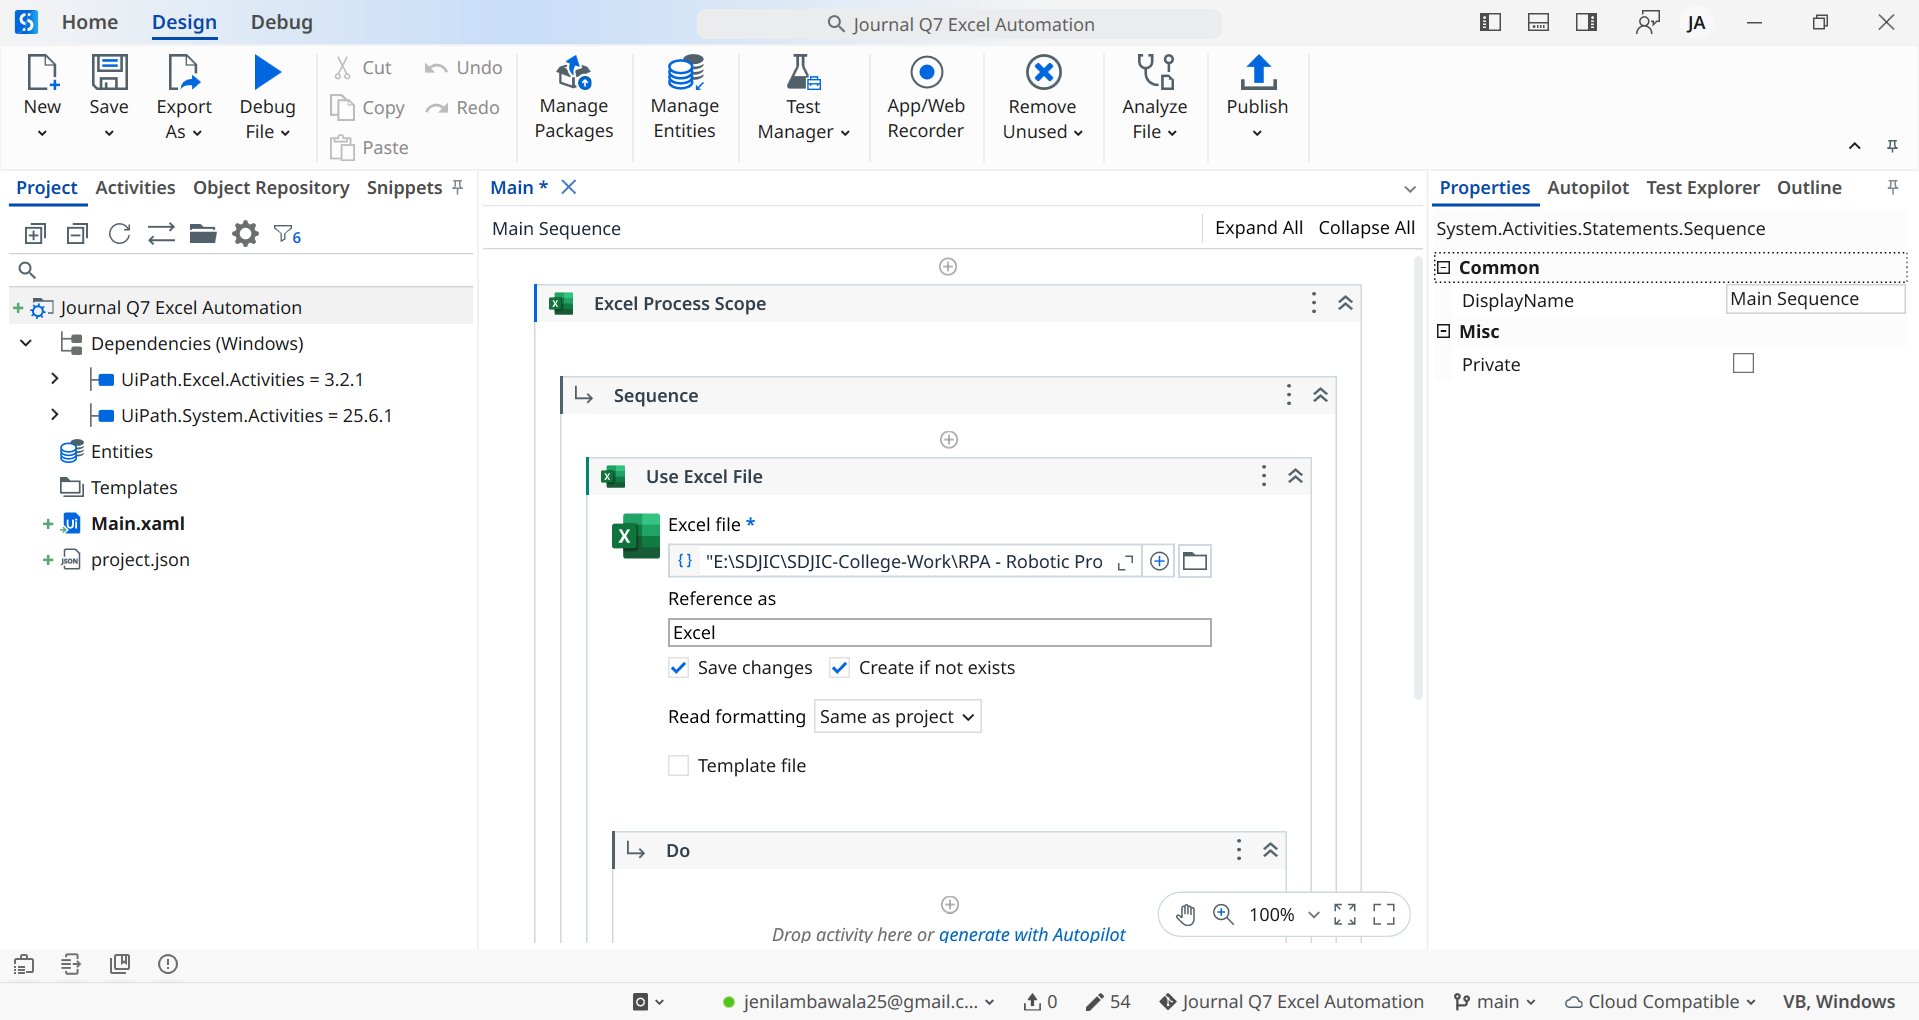 Home
Design
Debug
Journal Q7 Excel Automation
JA
New
Save
Export
As
Debug
File
Cut
Copy
Paste
Undo
Redo
Manage
Packages
Manage
Entities
Test
Manager
App/Web
Recorder
Remove
Unused
Analyze
File
Publish
Project
Activities
Object Repository
Snippets
Main *
Properties
Autopilot
Test Explorer
Outline
6
Main Sequence
Expand All
Collapse All
System.Activities.Statements.Sequence
Common
DisplayName
Main Sequence
Misc
Private
Journal Q7 Excel Automation
Dependencies (Windows)
UiPath.Excel.Activities = 3.2.1
UiPath.System.Activities = 25.6.1
Entities
Templates
Main.xaml
project.json
Excel Process Scope
Sequence
Use Excel File
Excel file *
"E:\SDJIC\SDJIC-College-Work\RPA - Robotic Pro
Reference as
Excel
Save changes
Create if not exists
Read formatting
Same as project
Template file
Do
Drop activity here or generate with Autopilot
100%
jenilambawala25@gmail.c...
0
54
Journal Q7 Excel Automation
main
Cloud Compatible
VB, Windows